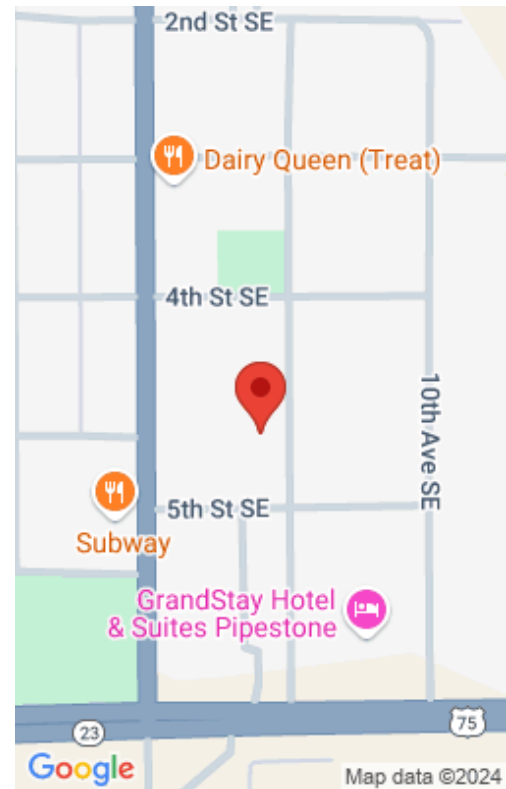 2nd St SE
Dairy Queen (Treat)
4th St SE
10th Ave SE
5th St SE
Subway
GrandStay Hotel
& Suites Pipestone
23
75
Google
Map data ©2024